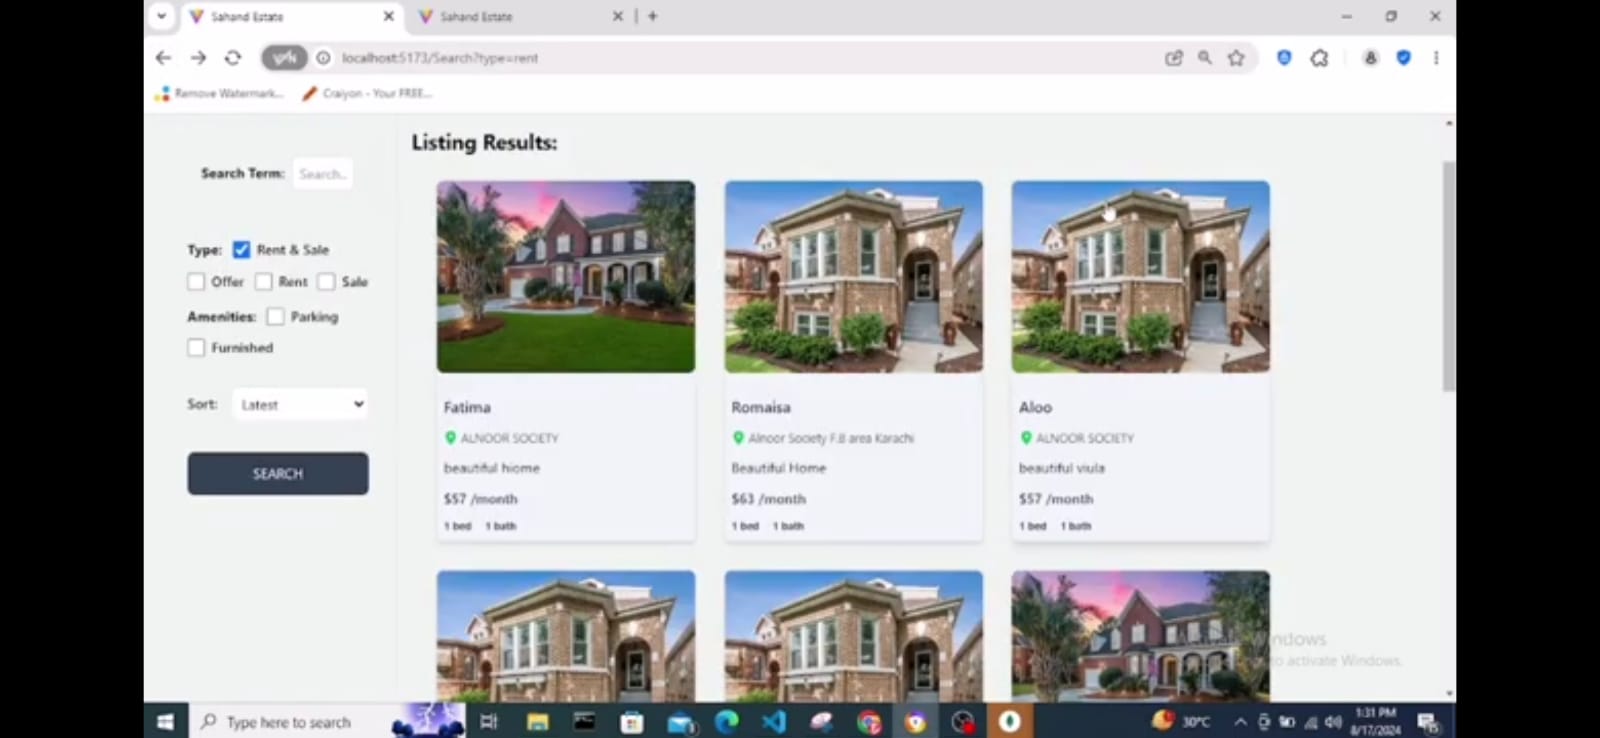 Sahand Estate
Sahand Estate
localhost:5173/Search?type=rent
Remove Watermark...
Craiyon - Your FREE...
Listing Results:
Search Term:
Search..
Type: Rent & Sale
Offer Rent Sale
Amenities: Parking
Furnished
Sort: Latest
SEARCH
Fatima
ALNOOR SOCIETY
beautiful hiome
$57 /month
1 bed 1 bath
Romaisa
Alnoor Society F.B area Karachi
Beautiful Home
$63 /month
1 bed 1 bath
Aloo
ALNOOR SOCIETY
beautiful viula
$57 /month
1 bed 1 bath
Windows
to activate Windows.
Type here to search
30°C
1:31 PM
8/17/2024